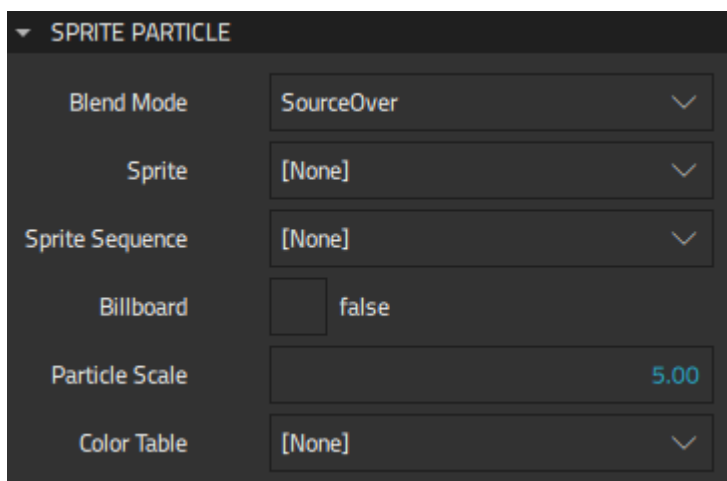 SPRITE PARTICLE
Blend Mode SourceOver
Sprite [None]
Sprite Sequence [None]
Billboard false
Particle Scale 5.00
Color Table [None]